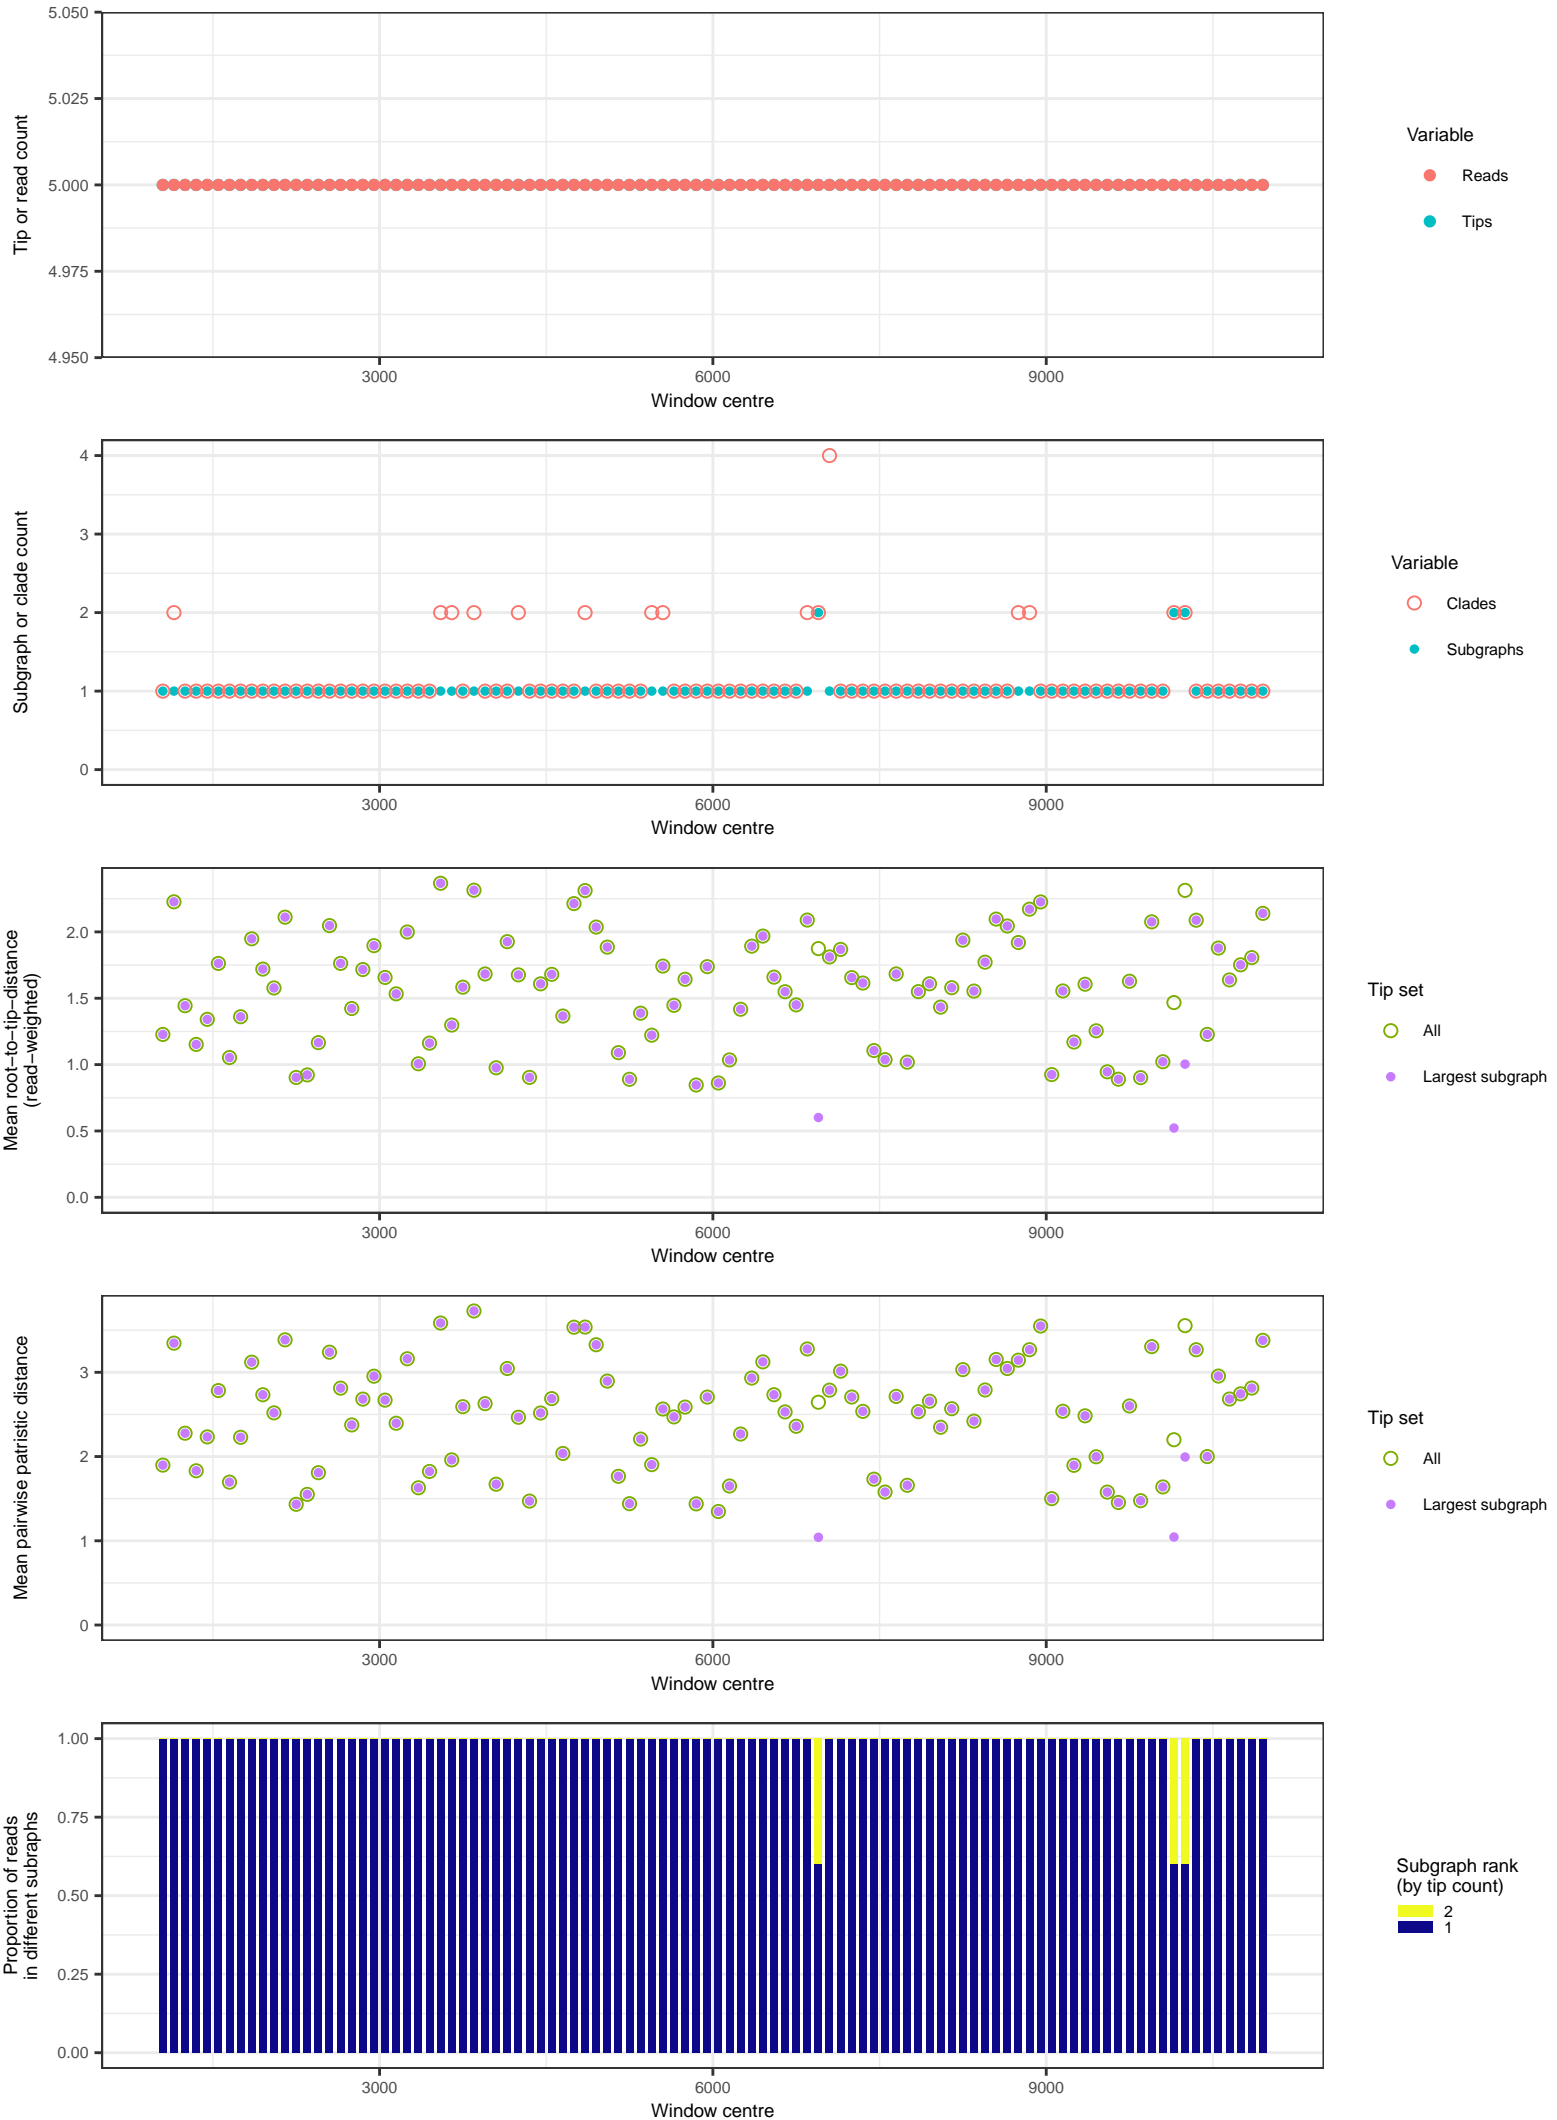 5.050
5.025
5.000
4.975
4.950
Tip or read count
3000
6000
9000
Window centre
Variable
Reads
Tips
4
3
2
1
0
Subgraph or clade count
3000
6000
9000
Window centre
Variable
Clades
Subgraphs
2.0
1.5
1.0
0.5
0.0
Mean root−to−tip−distance
(read−weighted)
3000
6000
9000
Window centre
Tip set
All
Largest subgraph
3
2
1
0
Mean pairwise patristic distance
3000
6000
9000
Window centre
Tip set
All
Largest subgraph
1.00
0.75
0.50
0.25
0.00
Proportion of reads
in different subraphs
3000
6000
9000
Window centre
Subgraph rank
(by tip count)
2
1